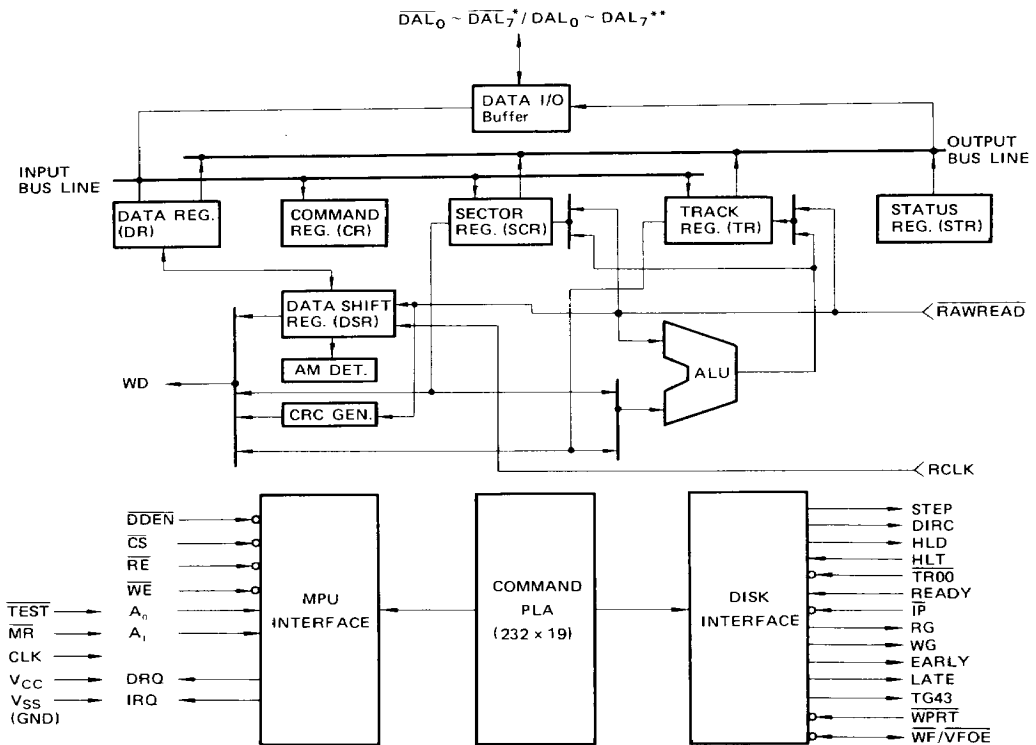 DAL₀ ~ DAL₇* / DAL₀ ~ DAL₇**
DATA I/O
Buffer
INPUT
BUS LINE
OUTPUT
BUS LINE
DATA REG.
(DR)
COMMAND
REG. (CR)
SECTOR
REG. (SCR)
TRACK
REG. (TR)
STATUS
REG. (STR)
DATA SHIFT
REG. (DSR)
RAWREAD
AM DET.
ALU
WD
CRC GEN.
RCLK
DDEN
CS
RE
WE
TEST
A₀
MR
A₁
CLK
VCC
DRQ
VSS
(GND)
IRQ
MPU
INTERFACE
COMMAND
PLA
(232 × 19)
DISK
INTERFACE
STEP
DIRC
HLD
HLT
TR00
READY
IP
RG
WG
EARLY
LATE
TG43
WPRT
WF/VFOE